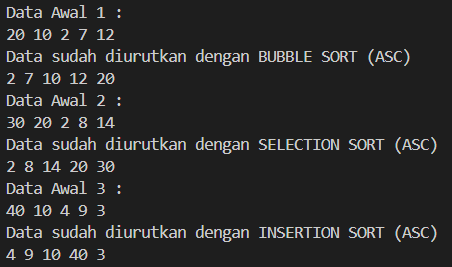 Data Awal 1 :
20 10 2 7 12
Data sudah diurutkan dengan BUBBLE SORT (ASC)
2 7 10 12 20
Data Awal 2 :
30 20 2 8 14
Data sudah diurutkan dengan SELECTION SORT (ASC)
2 8 14 20 30
Data Awal 3 :
40 10 4 9 3
Data sudah diurutkan dengan INSERTION SORT (ASC)
4 9 10 40 3